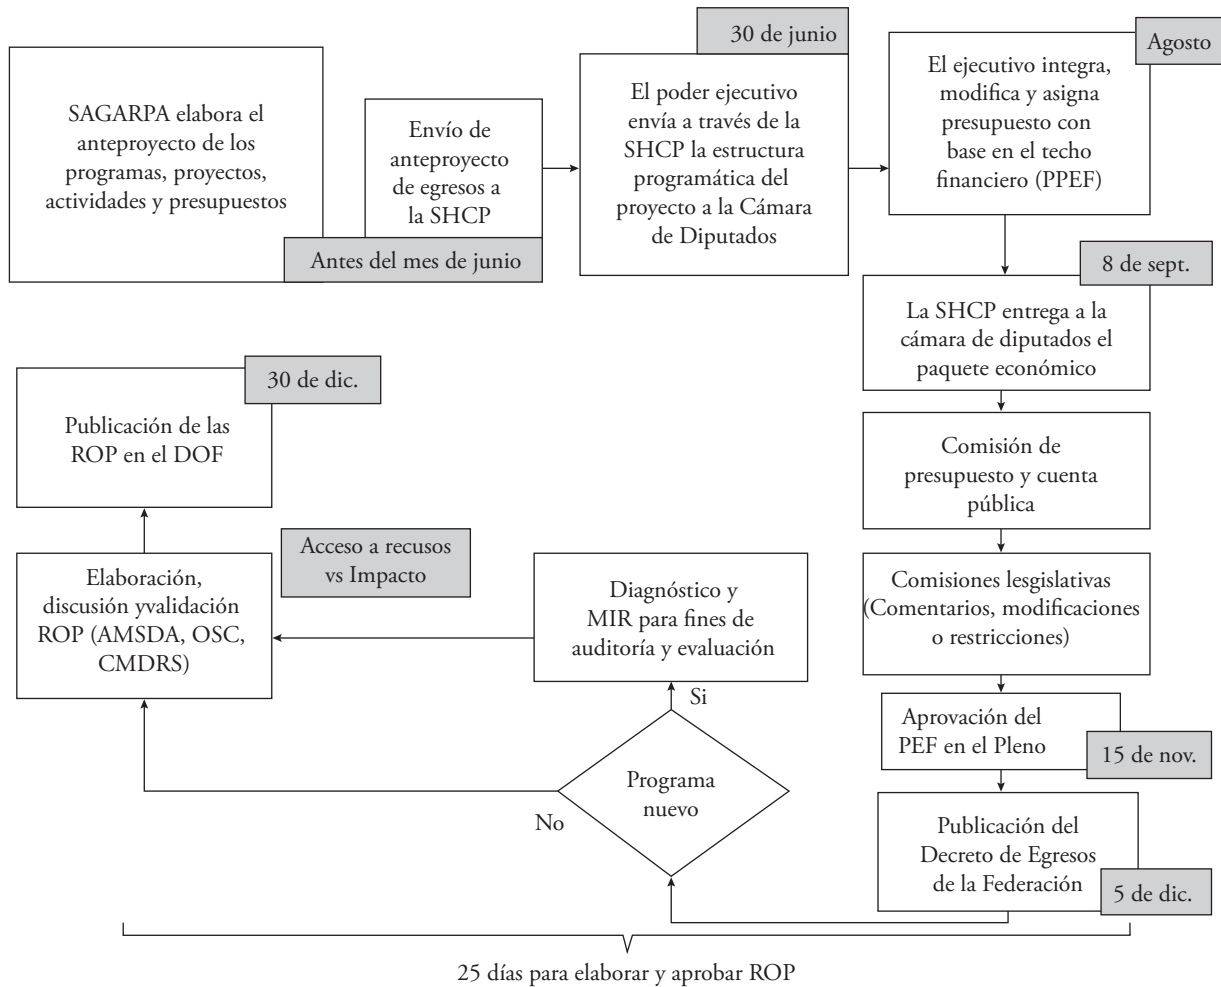 SAGARPA elabora el
anteproyecto de los
programas, proyectos,
actividades y presupuestos
Envío de
anteproyecto
de egresos a
la SHCP
Antes del mes de junio
30 de junio
El poder ejecutivo
envía a través de la
SHCP la estructura
programática del
proyecto a la Cámara
de Diputados
Agosto
El ejecutivo integra,
modifica y asigna
presupuesto con
base en el techo
financiero (PPEF)
8 de sept.
La SHCP entrega a la
cámara de diputados el
paquete económico
Comisión de
presupuesto y cuenta
pública
Comisiones lesgislativas
(Comentarios, modificaciones
o restricciones)
Aprovación del
PEF en el Pleno
15 de nov.
Publicación del
Decreto de Egresos
de la Federación
5 de dic.
Programa
nuevo
Si
No
Diagnóstico y
MIR para fines de
auditoría y evaluación
Acceso a recusos
vs Impacto
Elaboración,
discusión yvalidación
ROP (AMSDA, OSC,
CMDRS)
30 de dic.
Publicación de las
ROP en el DOF
25 días para elaborar y aprobar ROP